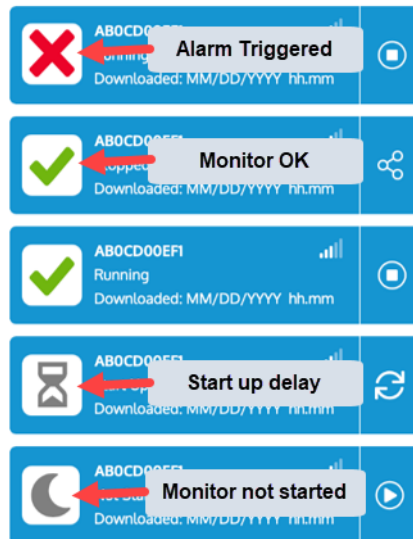 AB0CD00EF1
Running
Alarm Triggered
Downloaded: MM/DD/YYYY hh.mm
AB0CD00EF1
Monitor OK
Downloaded: MM/DD/YYYY hh.mm
AB0CD00EF1
Running
Downloaded: MM/DD/YYYY hh.mm
AB0CD00EF1
Start up delay
Downloaded: MM/DD/YYYY hh.mm
AB0CD00EF1
Monitor not started
Downloaded: MM/DD/YYYY hh.mm